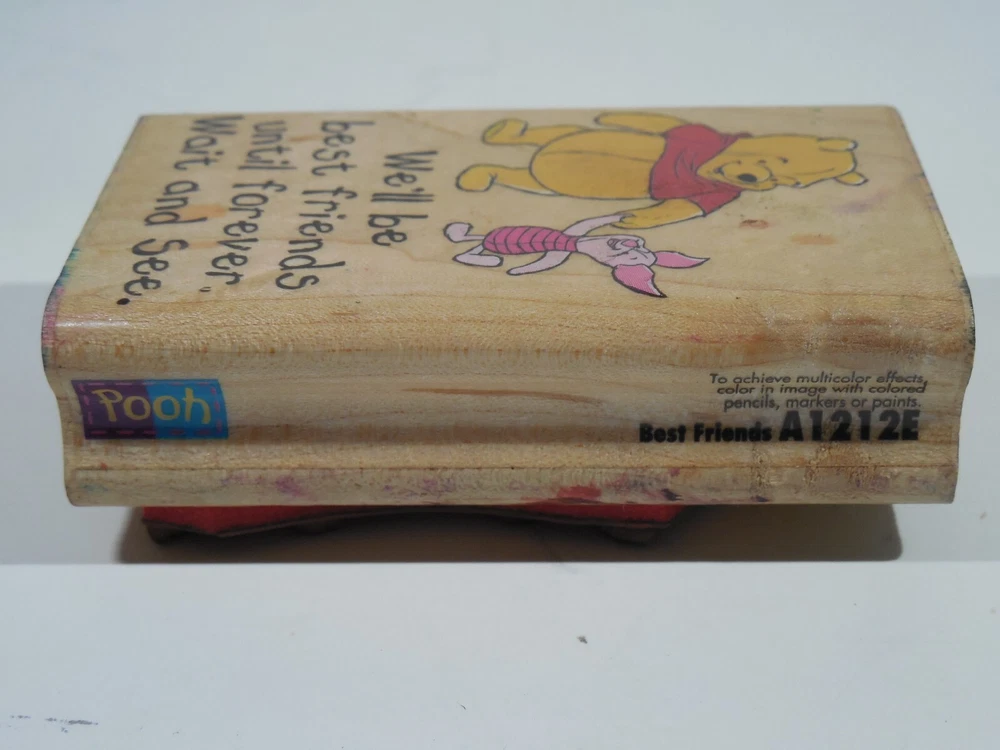 We'll be
best friends
until forever,
Wait and See.
Pooh
To achieve multicolor effects,
color in image with colored
pencils, markers or paints.
Best Friends A1212E